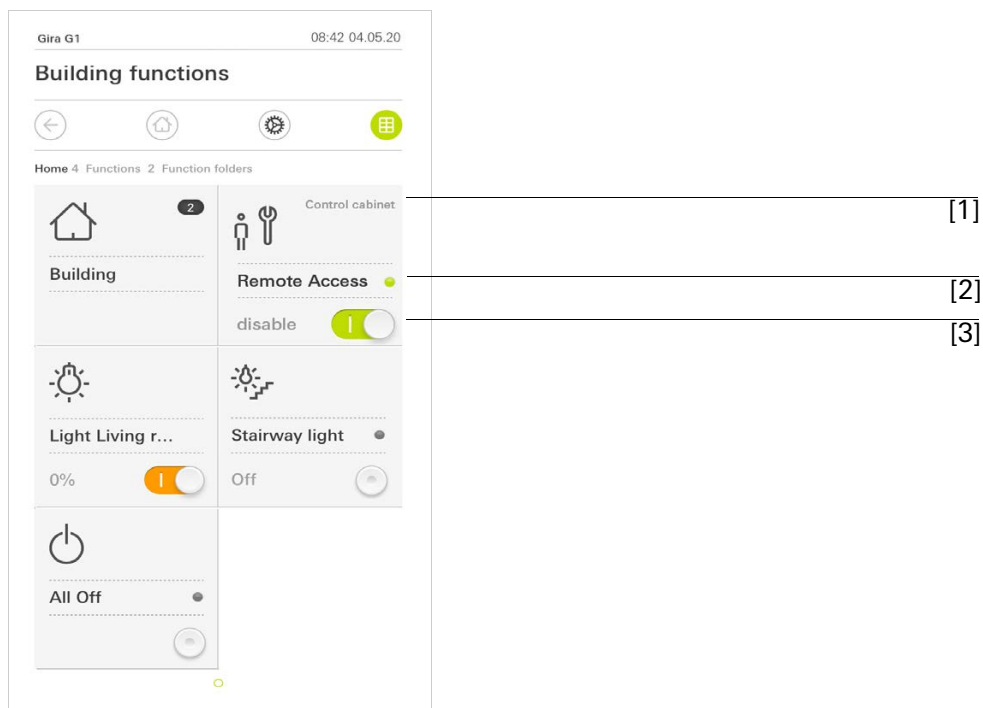 Gira G1 08:42 04.05.20
Building functions
Home 4 Functions 2 Function folders
2
Building
Control cabinet
Remote Access
disable
[1]
[2]
[3]
Light Living r...
0%
Stairway light
Off
All Off